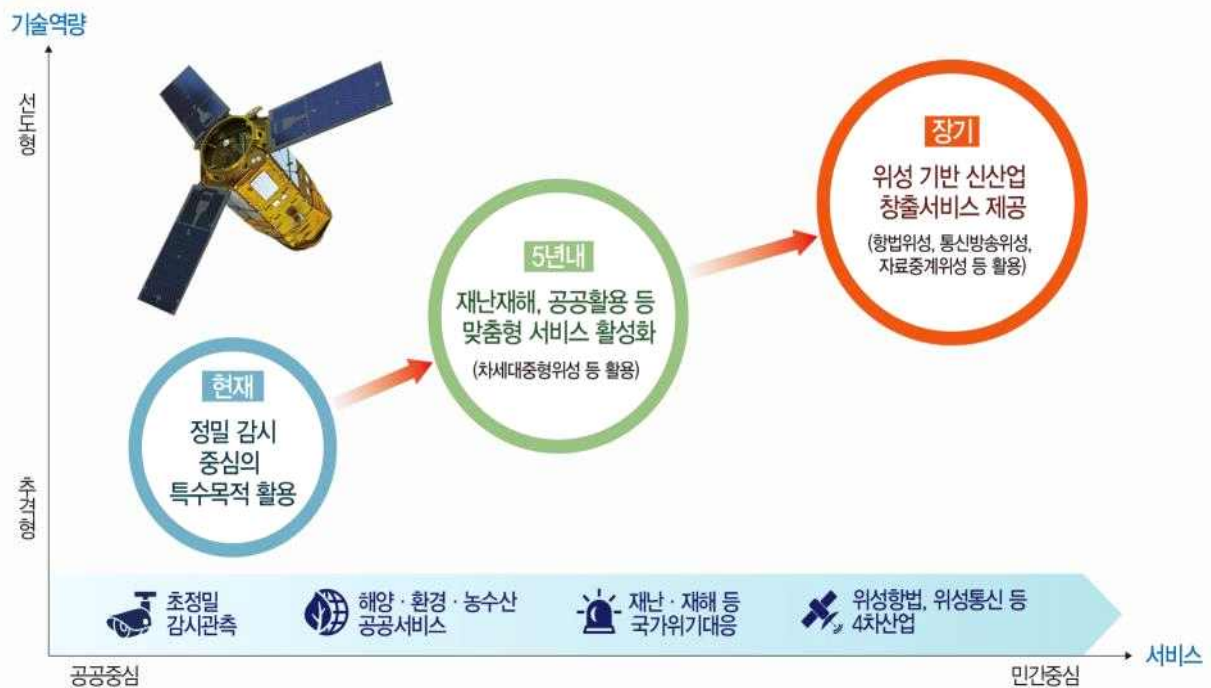 기술역량
선도형
추격형
장기
위성 기반 신산업
창출서비스 제공
(항법위성, 통신방송위성,
자료중계위성 등 활용)
5년내
재난재해, 공공활용 등
맞춤형 서비스 활성화
(차세대중형위성 등 활용)
현재
정밀 감시
중심의
특수목적 활용
초정밀
감시관측
해양·환경·농수산
공공서비스
재난·재해 등
국가위기대응
위성항법, 위성통신 등
4차산업
서비스
공공중심
민간중심